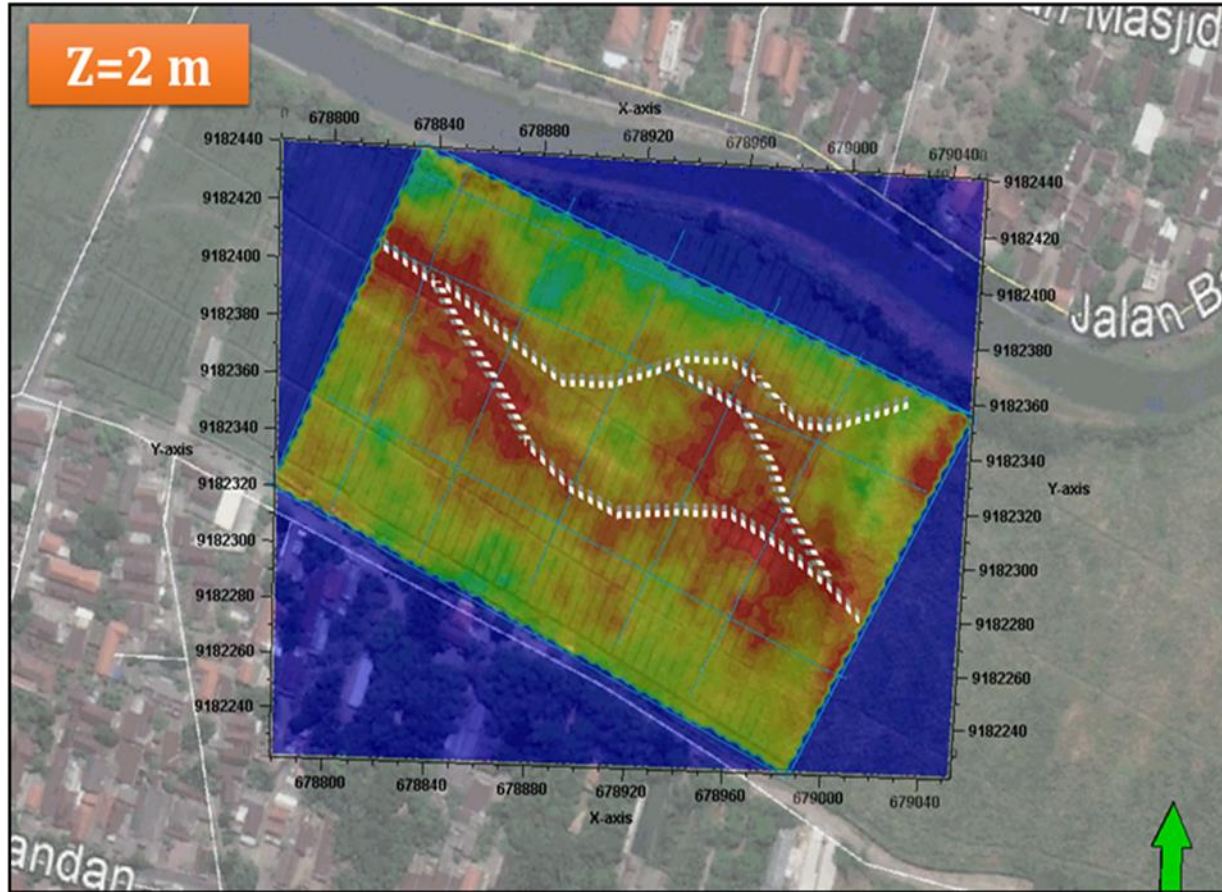 an Masjid
Z=2 m
X-axis
678800 678840 678880 678920 678960 679000 679040
9182440 9182440
9182420 9182420
9182400 9182400
9182380 9182380
9182360 9182360
9182340 9182340
9182320 9182320
9182300 9182300
9182280 9182280
9182260 9182260
9182240 9182240
Y-axis
Y-axis
Jalan B
678800 678840 678880 678920 678960 679000 679040
X-axis
andan